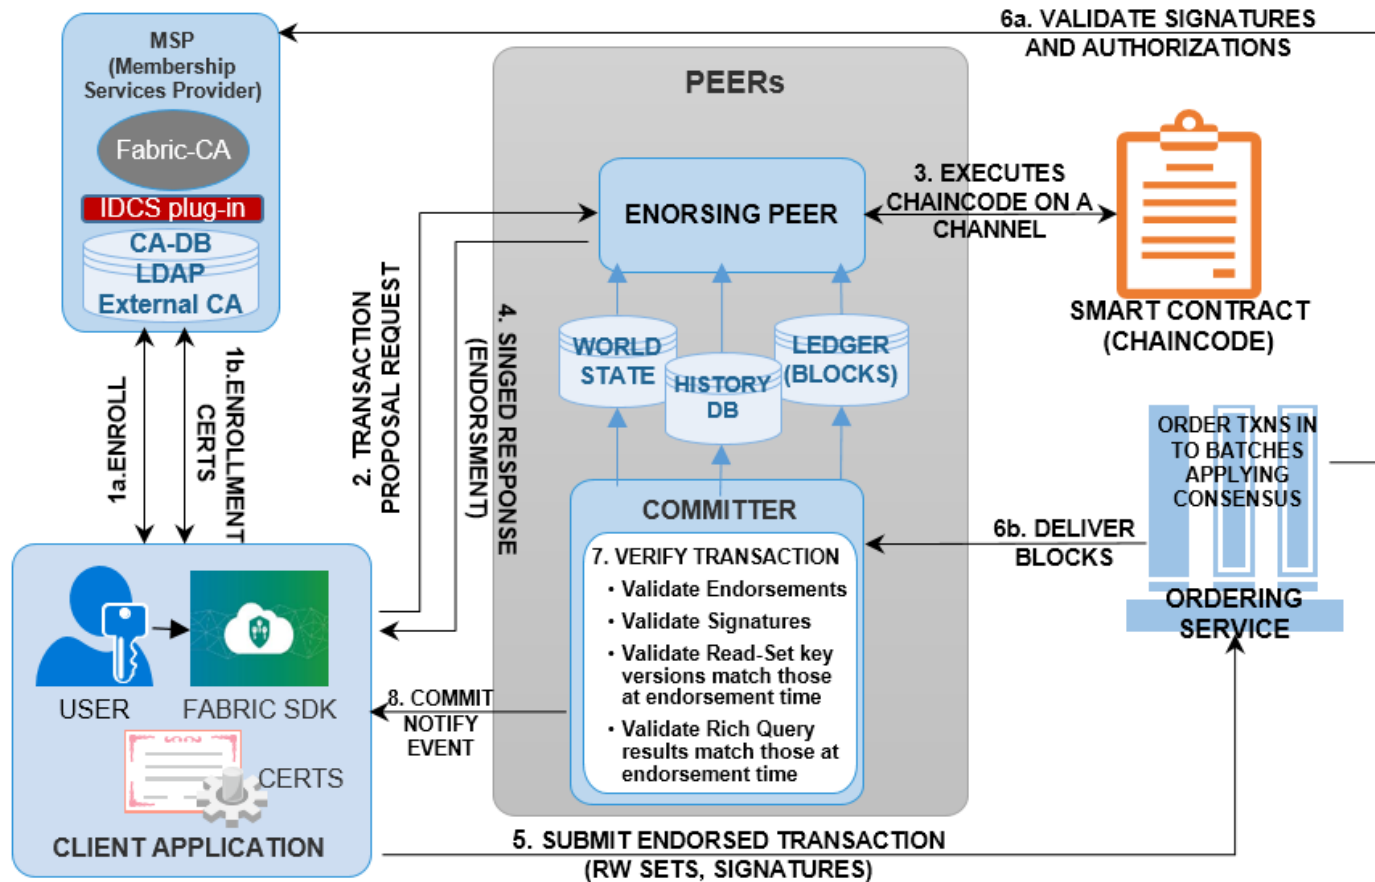 MSP
(Membership
Services Provider)
Fabric-CA
IDCS plug-in
CA-DB
LDAP
External CA
6a. VALIDATE SIGNATURES
AND AUTHORIZATIONS
PEERs
ENORSING PEER
3. EXECUTES
CHAINCODE ON A
CHANNEL
SMART CONTRACT
(CHAINCODE)
1a.ENROLL
1b.ENROLLMENT
CERTS
2. TRANSACTION
PROPOSAL REQUEST
4. SINGED RESPONSE
(ENDORSMENT)
WORLD
STATE
HISTORY
DB
LEDGER
(BLOCKS)
ORDER TXNS IN
TO BATCHES
APPLYING
CONSENSUS
ORDERING
SERVICE
6b. DELIVER
BLOCKS
COMMITTER
7. VERIFY TRANSACTION
• Validate Endorsements
• Validate Signatures
• Validate Read-Set key
versions match those
at endorsement time
• Validate Rich Query
results match those at
endorsement time
USER
FABRIC SDK
CERTS
CLIENT APPLICATION
8. COMMIT
NOTIFY
EVENT
5. SUBMIT ENDORSED TRANSACTION
(RW SETS, SIGNATURES)